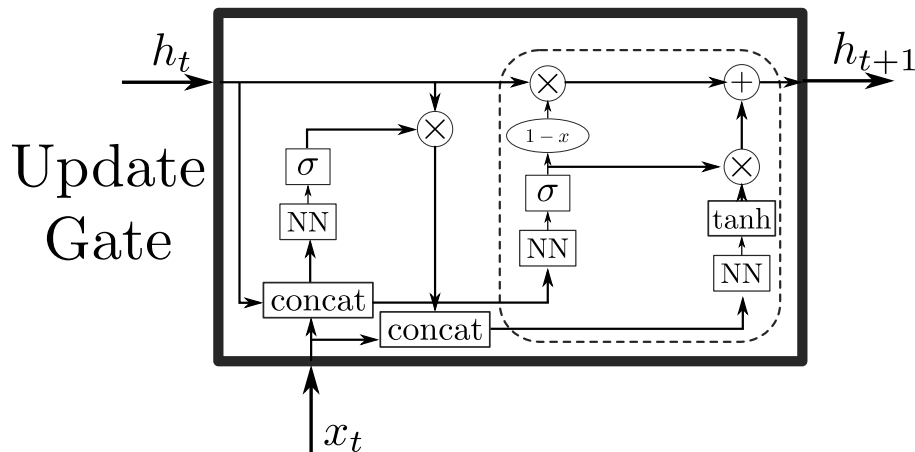 h_t
h_{t+1}
Update
Gate
×
+
×
1 − x
σ
×
σ
tanh
NN
NN
NN
concat
concat
x_t